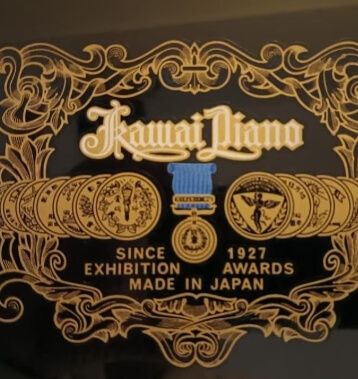 Kawai Piano
SINCE 1927
EXHIBITION AWARDS
MADE IN JAPAN